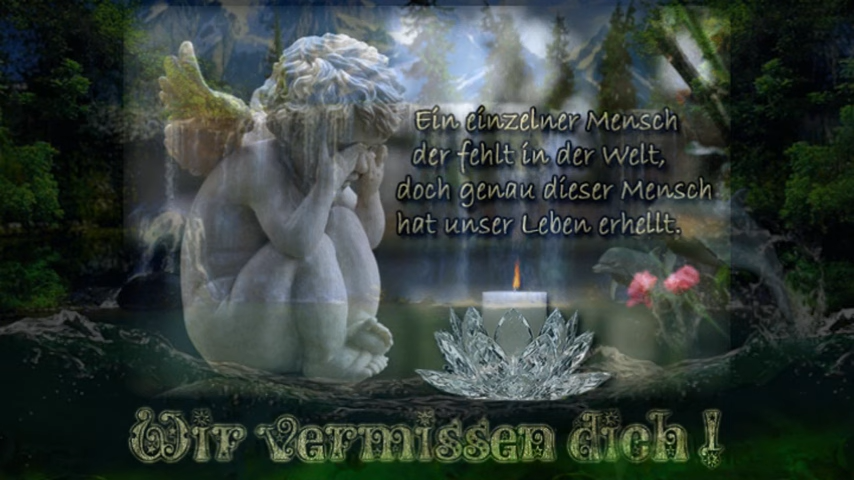 Ein einzelner Mensch
der fehlt in der Welt,
doch genau dieser Mensch
hat unser Leben erhellt.
Wir vermissen dich !